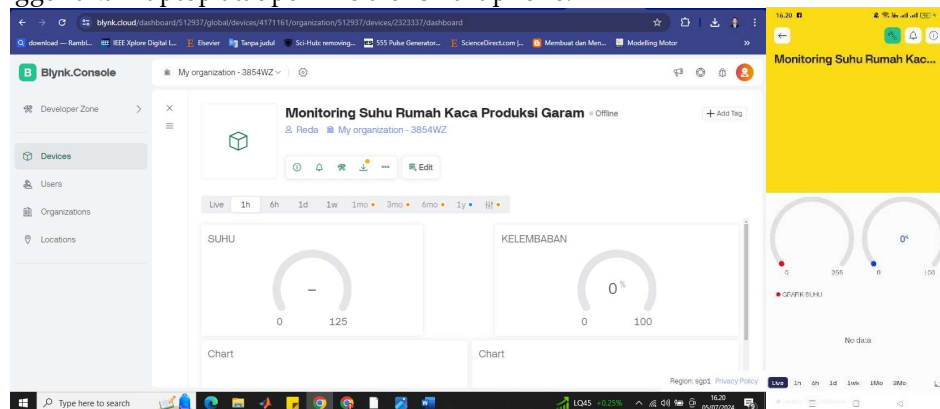 blynk.cloud/dashboard/512937/global/devices/4171161/organization/512937/devices/2323337/dashboard
download — Rambl...
IEEE Xplore Digital L...
Elsevier
Tanpa judul
Sci-Hub: removing...
555 Pulse Generator...
ScienceDirect.com |...
Membuat dan Men...
Modelling Motor
»
B
Blynk.Console
My organization - 3854WZ
Developer Zone
Devices
Users
Organizations
Locations
Monitoring Suhu Rumah Kaca Produksi Garam
Offline
Reda
My organization - 3854WZ
Add Tag
Edit
Live
1h
6h
1d
1w
1mo
3mo
6mo
1y
SUHU
–
0
125
KELEMBABAN
0 %
0
100
Chart
Chart
Region: sgp1
Privacy Policy
Type here to search
LQ45
+0.25%
16.20
05/07/2024
16.20
Monitoring Suhu Rumah Kac...
0
255
0%
0
100
GRAFIK SUHU
No data
Live
1h
6h
1d
1wk
1Mo
3Mo